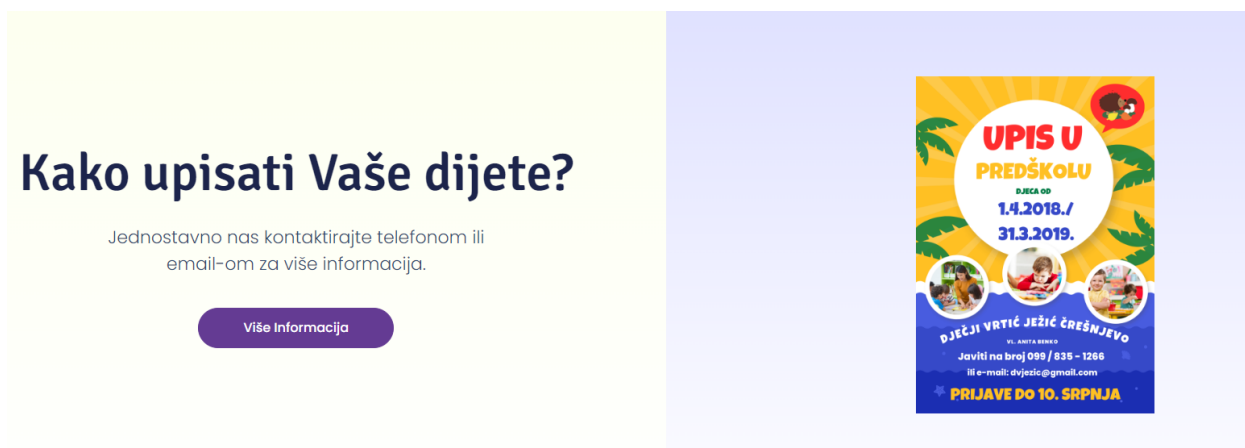 Kako upisati Vaše dijete?
Jednostavno nas kontaktirajte telefonom ili
email-om za više informacija.
Više Informacija
UPIS U
PREDŠKOLU
DJECA OD
1.4.2018./
31.3.2019.
DJEČJI VRTIĆ JEŽIĆ ČREŠNJEVO
VL. ANITA BENKO
Javiti na broj 099 / 835 - 1266
ili e-mail: dvjezic@gmail.com
PRIJAVE DO 10. SRPNJA